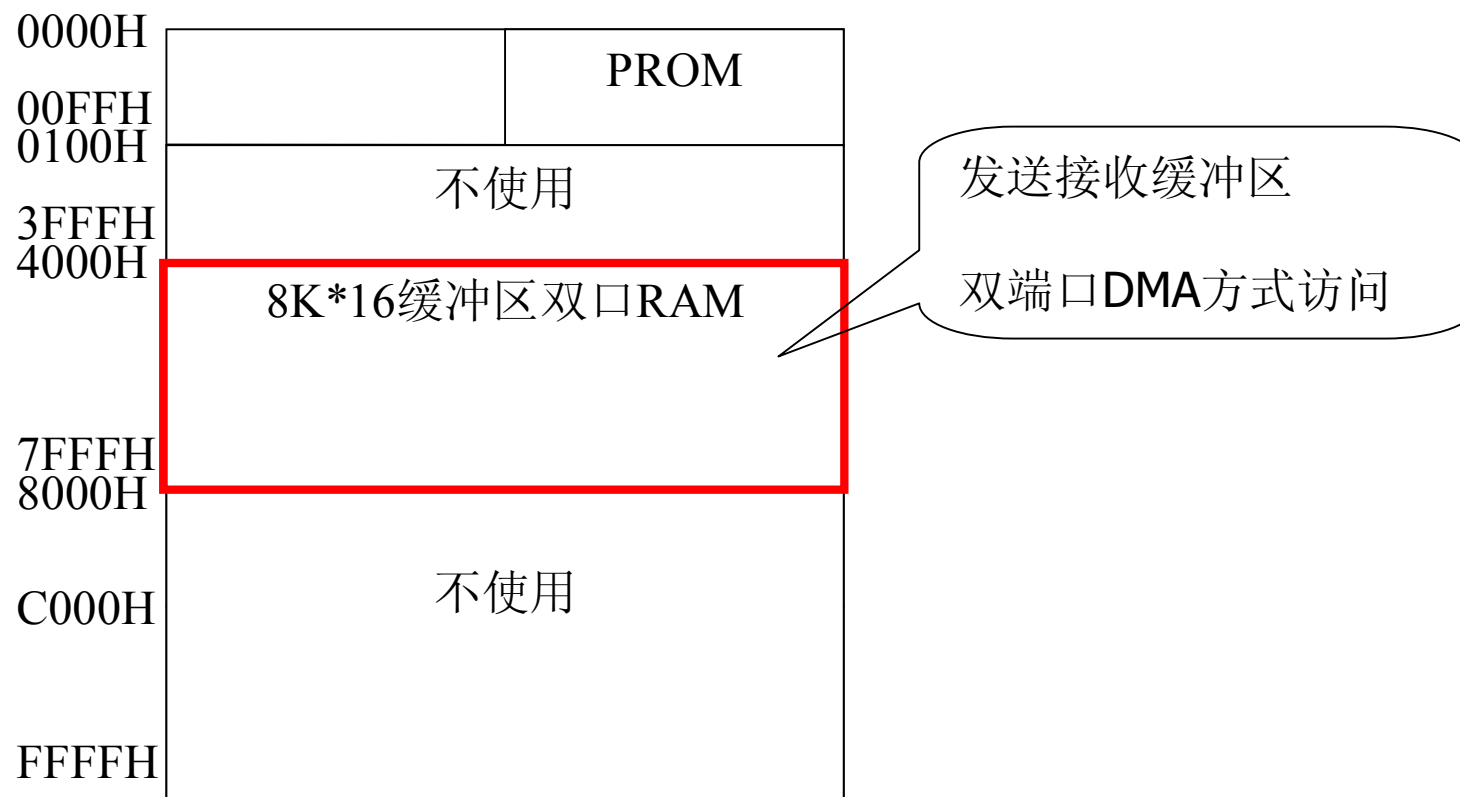 0000H
PROM
00FFH
0100H
不使用
3FFFH
4000H
8K*16缓冲区双口RAM
7FFFH
8000H
不使用
C000H
FFFFH
发送接收缓冲区
双端口DMA方式访问